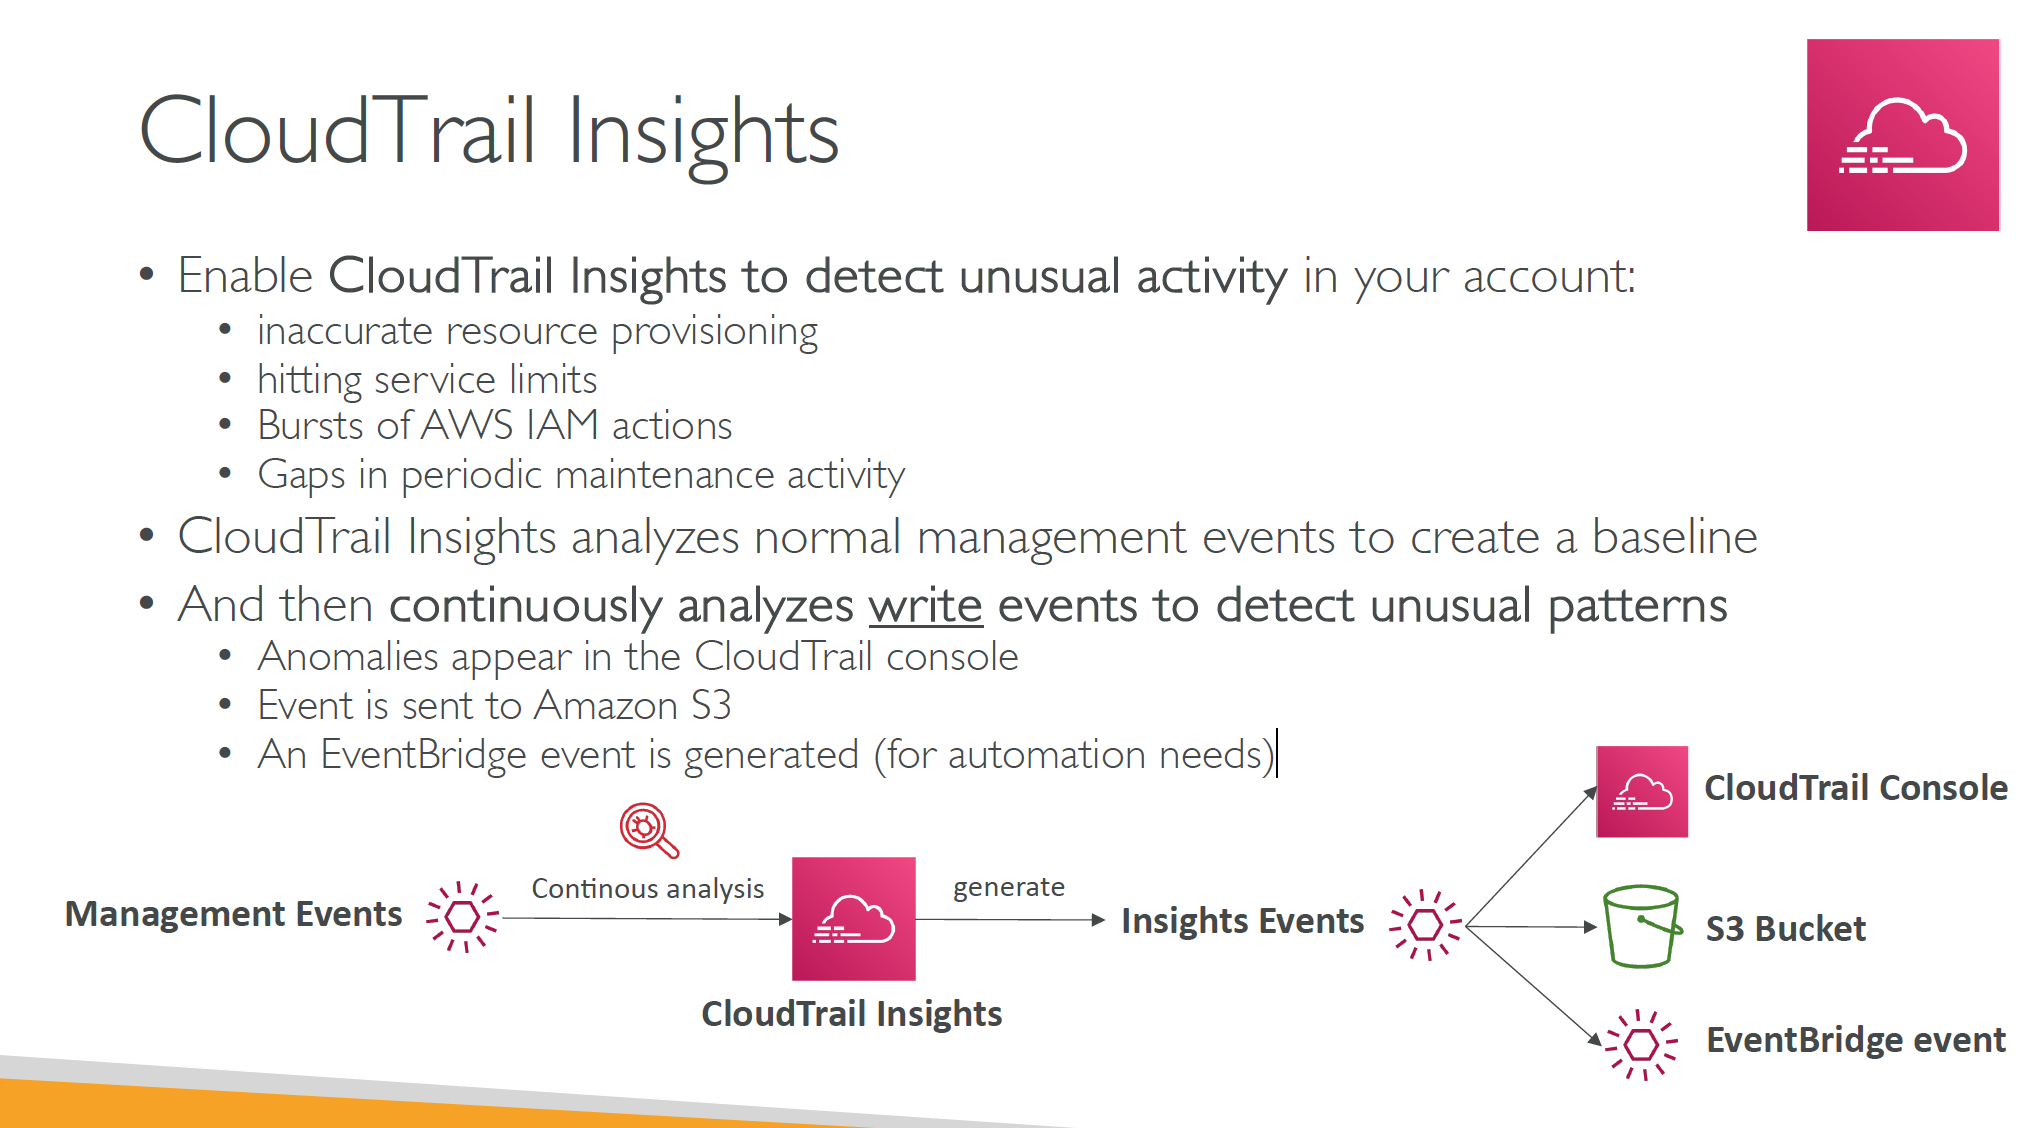 CloudTrail Insights
• Enable CloudTrail Insights to detect unusual activity in your account:
• inaccurate resource provisioning
• hitting service limits
• Bursts of AWS IAM actions
• Gaps in periodic maintenance activity
• CloudTrail Insights analyzes normal management events to create a baseline
• And then continuously analyzes write events to detect unusual patterns
• Anomalies appear in the CloudTrail console
• Event is sent to Amazon S3
• An EventBridge event is generated (for automation needs)
Management Events
Continous analysis
CloudTrail Insights
generate
Insights Events
CloudTrail Console
S3 Bucket
EventBridge event